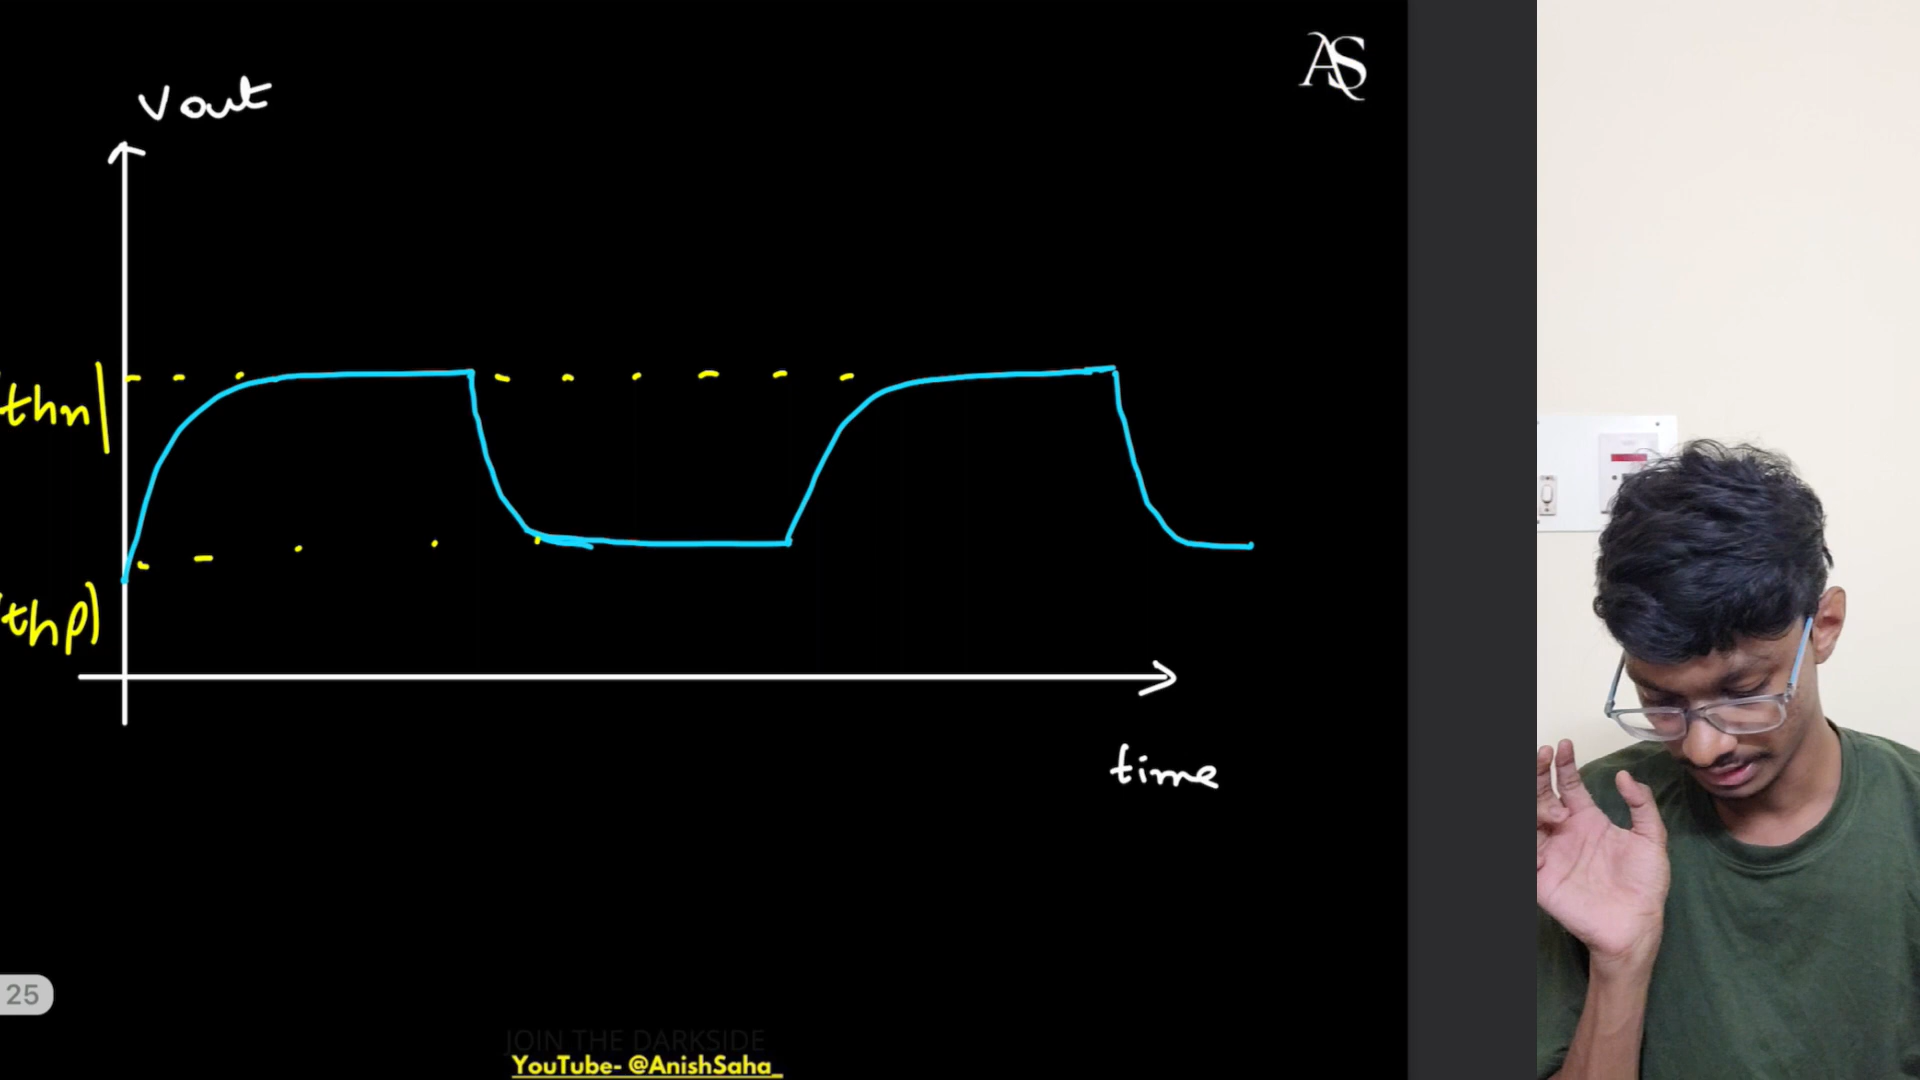 Vout
AS
thn|
thp)
time
25
JOIN THE DARKSIDE
YouTube- @AnishSaha_